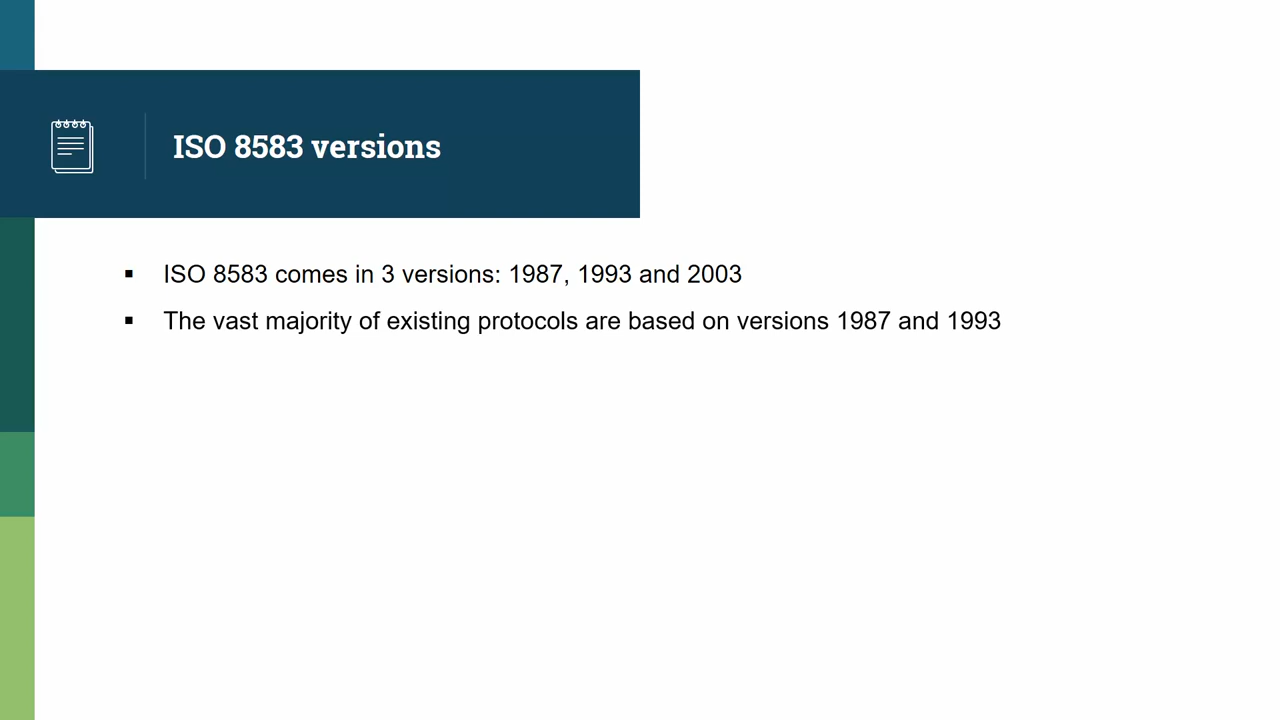 ISO 8583 versions
▪ ISO 8583 comes in 3 versions: 1987, 1993 and 2003
▪ The vast majority of existing protocols are based on versions 1987 and 1993